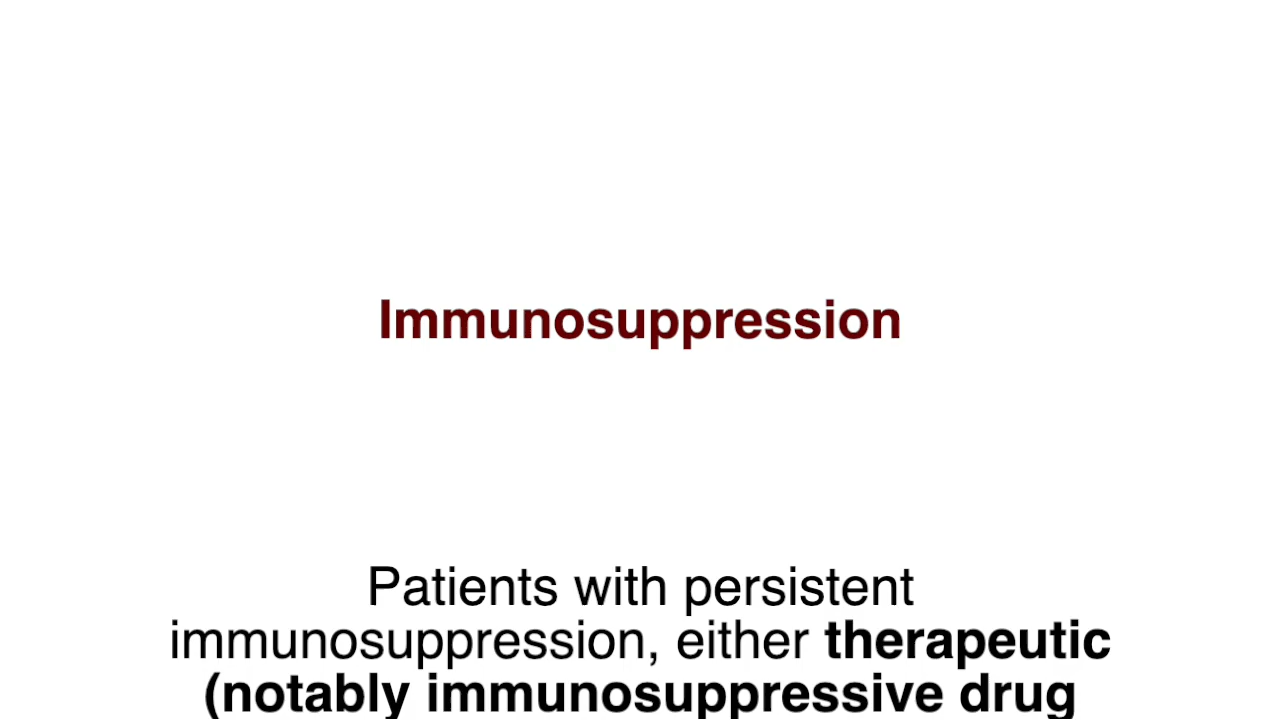 Immunosuppression
Patients with persistent
immunosuppression, either therapeutic
(notably immunosuppressive drug